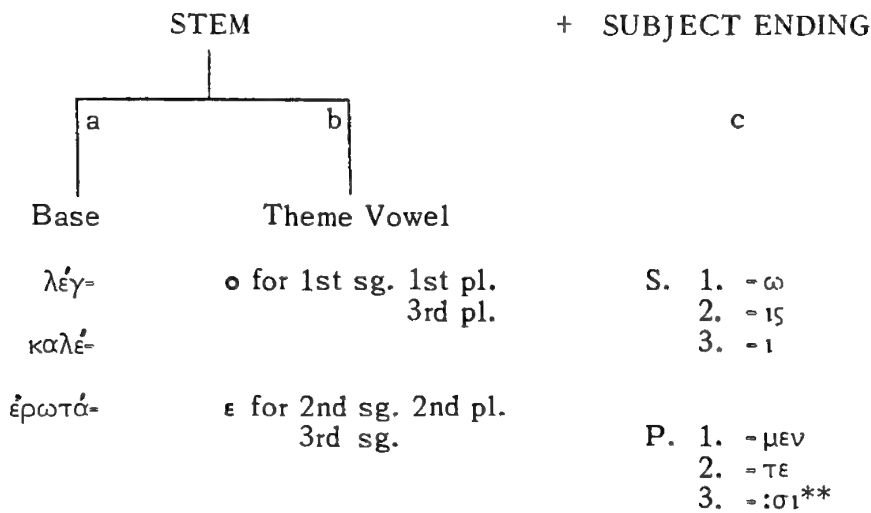 STEM + SUBJECT ENDING
a b c
Base Theme Vowel
λέγ- ο for 1st sg. 1st pl. S. 1. -ω
3rd pl. 2. -ις
καλέ- 3. -ι
ἐρωτά- ε for 2nd sg. 2nd pl.
3rd sg. P. 1. -μεν
2. -τε
3. -:σι**